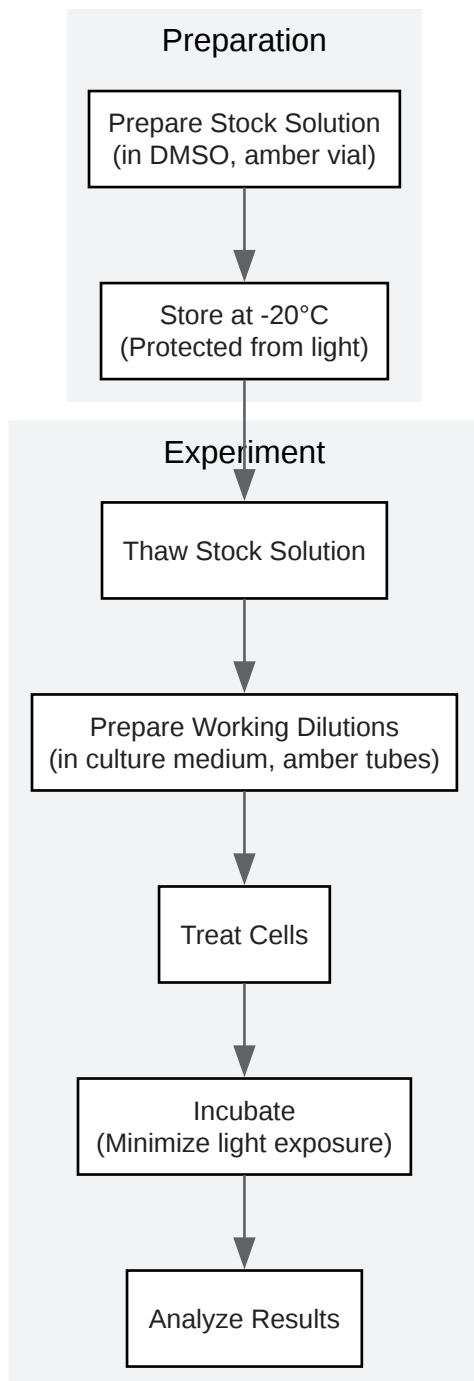 Preparation
Prepare Stock Solution
(in DMSO, amber vial)
Store at -20°C
(Protected from light)
Experiment
Thaw Stock Solution
Prepare Working Dilutions
(in culture medium, amber tubes)
Treat Cells
Incubate
(Minimize light exposure)
Analyze Results